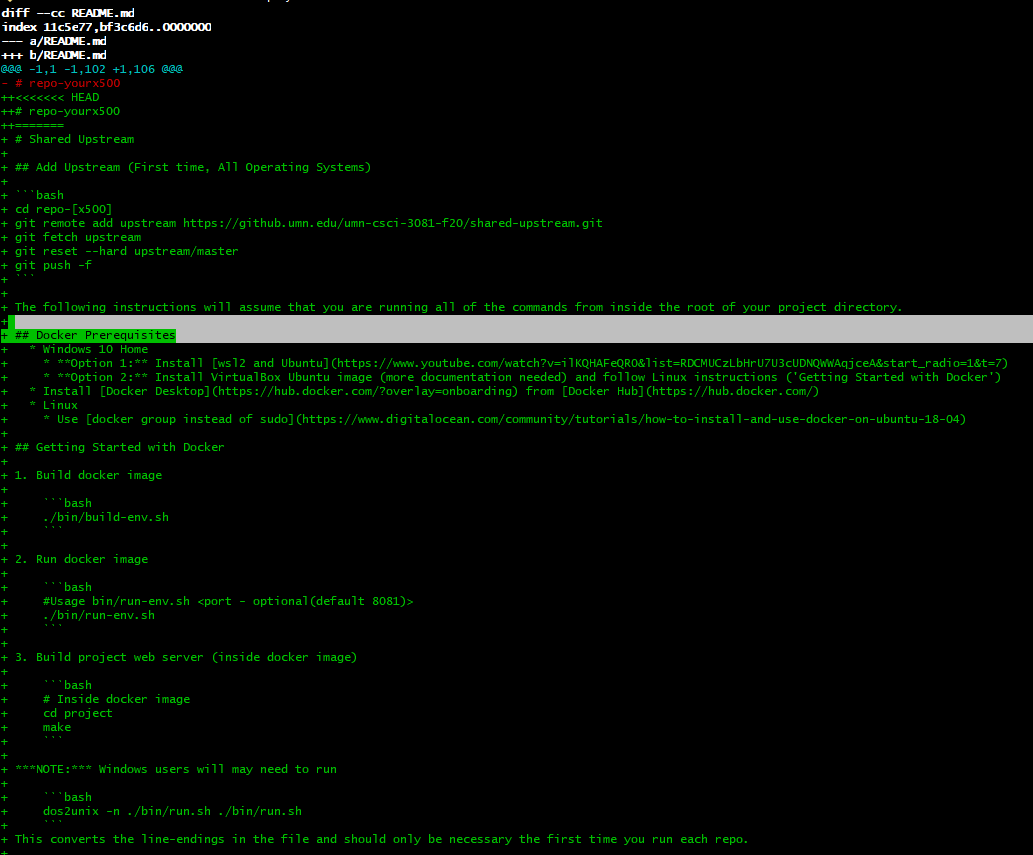 diff --cc README.md
index 11c5e77,bf3c6d6..0000000
--- a/README.md
+++ b/README.md
@@@ -1,1 -1,102 +1,106 @@@
- # repo-yourx500
++<<<<<<< HEAD
++# repo-yourx500
++=======
+ # Shared Upstream
+
+ ## Add Upstream (First time, All Operating Systems)
+
+ ```bash
+ cd repo-[x500]
+ git remote add upstream https://github.umn.edu/umn-csci-3081-f20/shared-upstream.git
+ git fetch upstream
+ git reset --hard upstream/master
+ git push -f
+ ```
+
+ The following instructions will assume that you are running all of the commands from inside the root of your project directory.
+
+ ## Docker Prerequisites
+   * Windows 10 Home
+     * **Option 1:** Install [wsl2 and Ubuntu](https://www.youtube.com/watch?v=ilKQHAFeQR0&list=RDCMUCzLbHrU7U3cUDNQWWAqjceA&start_radio=1&t=7)
+     * **Option 2:** Install VirtualBox Ubuntu image (more documentation needed) and follow Linux instructions ('Getting Started with Docker')
+   * Install [Docker Desktop](https://hub.docker.com/?overlay=onboarding) from [Docker Hub](https://hub.docker.com/)
+   * Linux
+     * Use [docker group instead of sudo](https://www.digitalocean.com/community/tutorials/how-to-install-and-use-docker-on-ubuntu-18-04)
+
+ ## Getting Started with Docker
+
+ 1. Build docker image
+
+     ```bash
+     ./bin/build-env.sh
+     ```
+
+ 2. Run docker image
+
+     ```bash
+     #Usage bin/run-env.sh <port - optional(default 8081)>
+     ./bin/run-env.sh
+     ```
+
+ 3. Build project web server (inside docker image)
+
+     ```bash
+     # Inside docker image
+     cd project
+     make
+     ```
+
+ ***NOTE:*** Windows users will may need to run
+
+     ```bash
+     dos2unix -n ./bin/run.sh ./bin/run.sh
+     ```
+ This converts the line-endings in the file and should only be necessary the first time you run each repo.
+